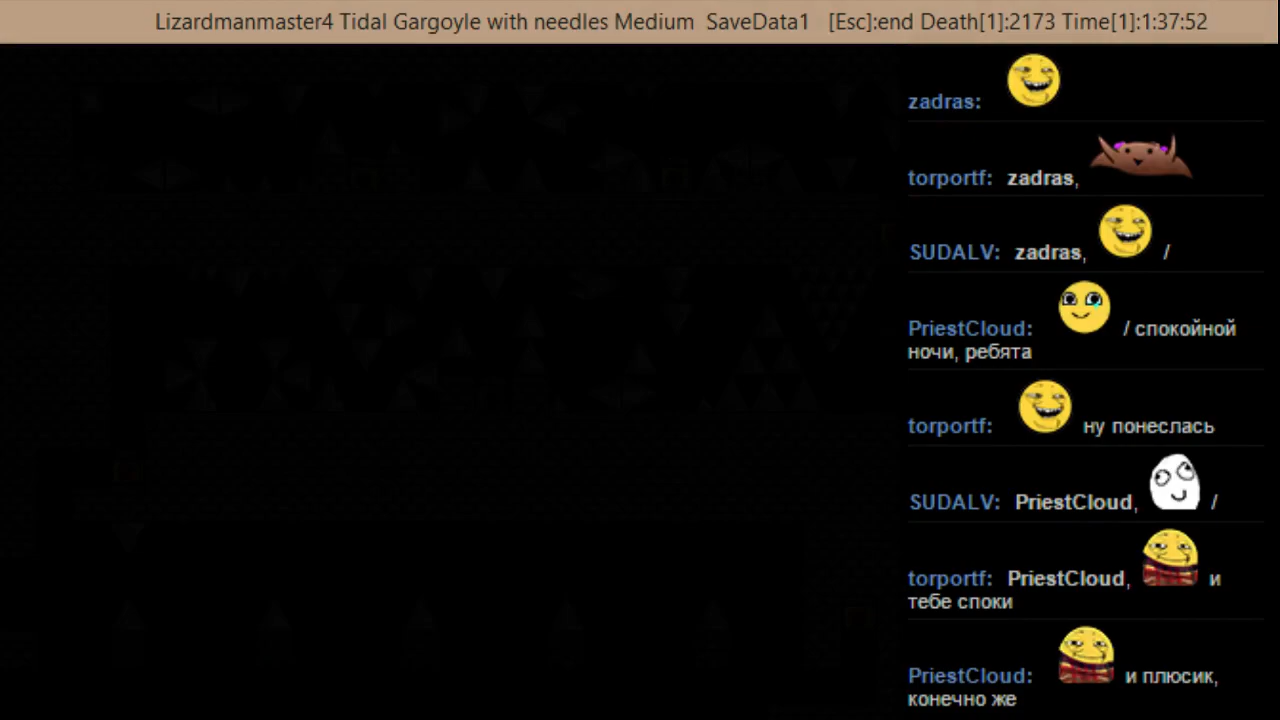 Lizardmanmaster4 Tidal Gargoyle with needles Medium SaveData1 [Esc]:end Death[1]:2173 Time[1]:1:37:52
zadras:
torportf: zadras,
SUDALV: zadras, /
PriestCloud: / спокойной
ночи, ребята
torportf: ну понеслась
SUDALV: PriestCloud, /
torportf: PriestCloud, и
тебе споки
PriestCloud: и плюсик,
конечно же